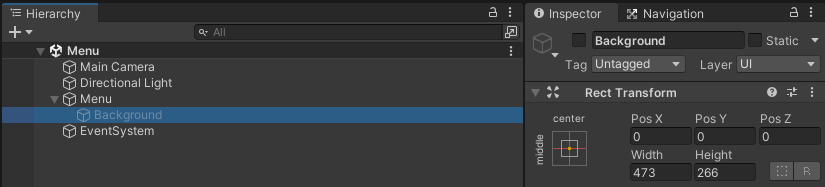 Hierarchy
All
Menu
Main Camera
Directional Light
Menu
Background
EventSystem
Inspector Navigation
Background Static
Tag Untagged Layer UI
Rect Transform
center Pos X Pos Y Pos Z
middle 0 0 0
Width Height
473 266 R